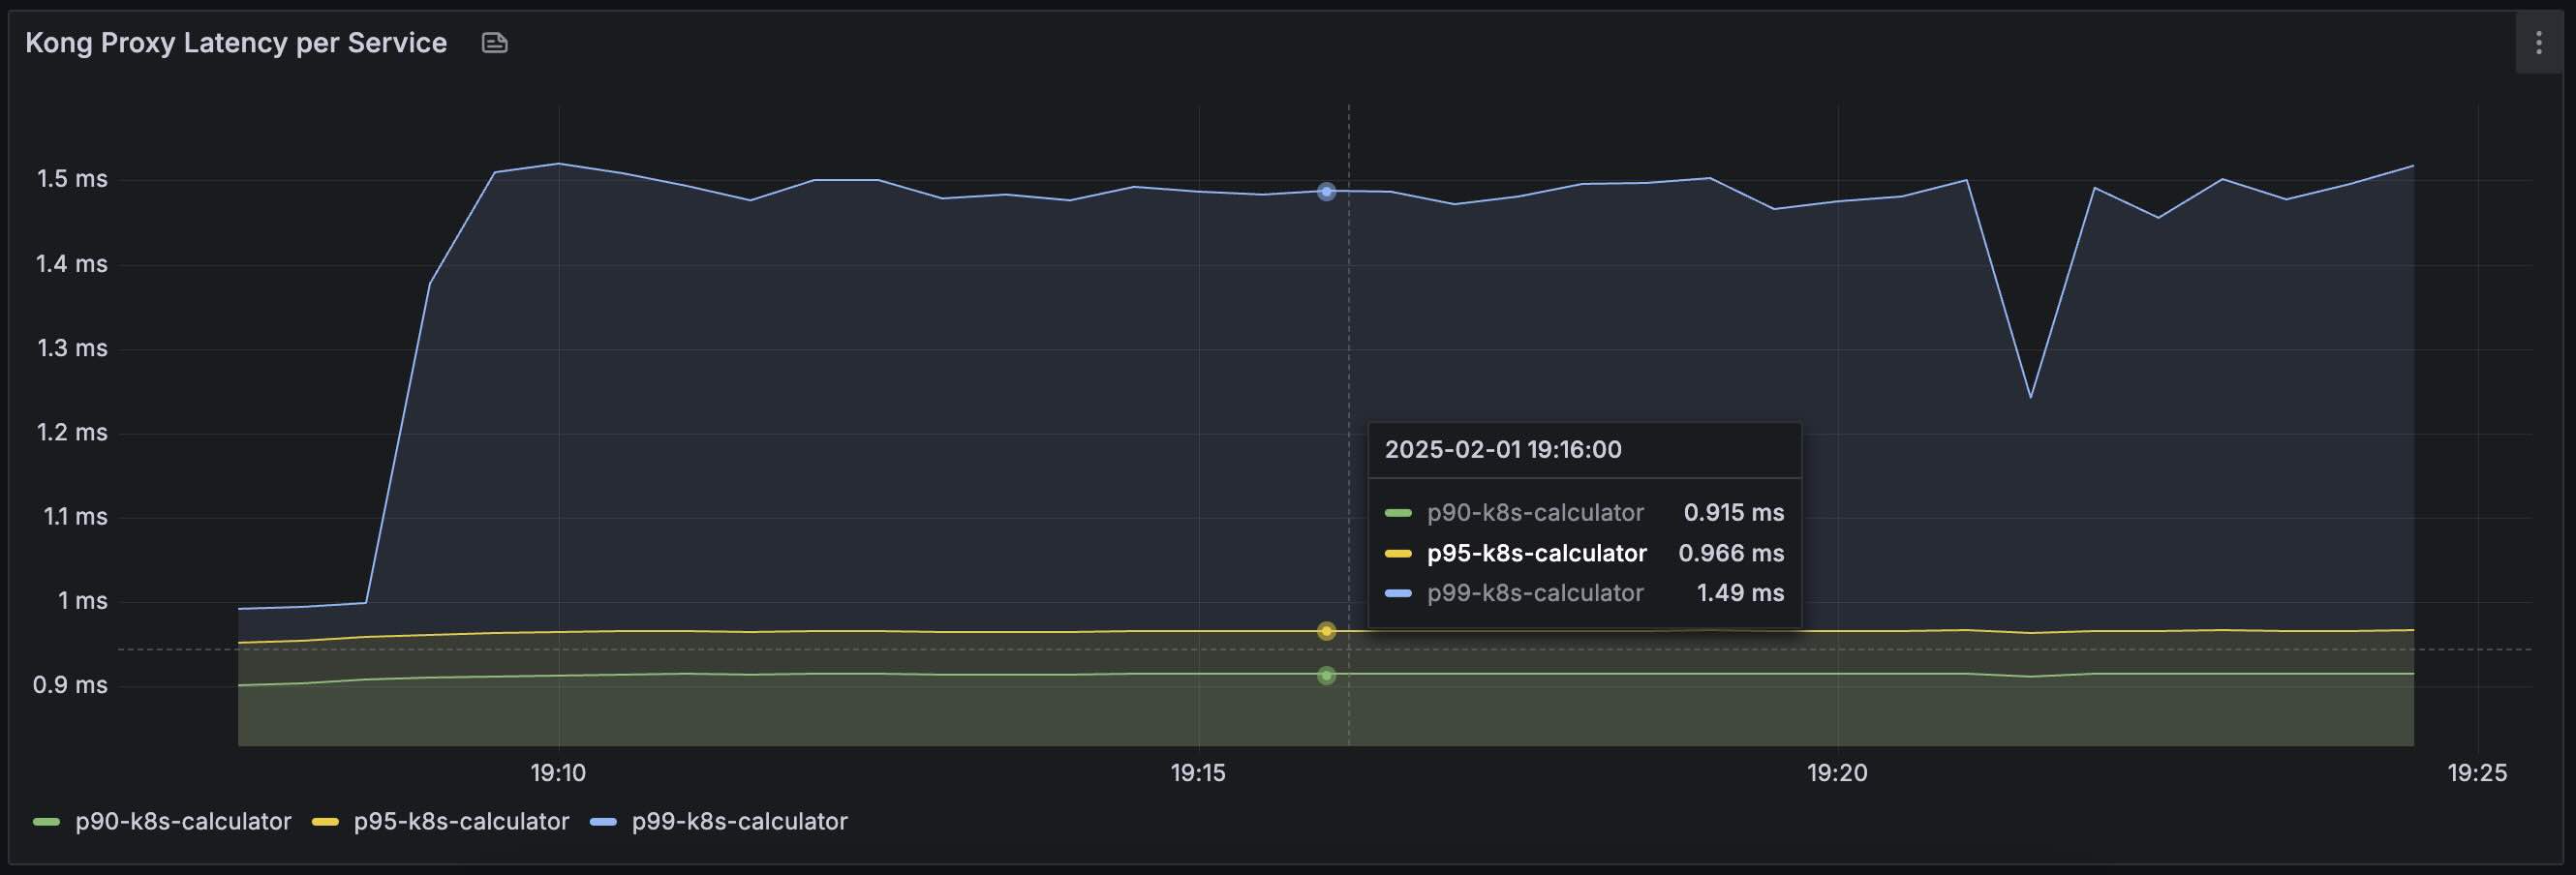 Kong Proxy Latency per Service
1.5 ms
1.4 ms
1.3 ms
1.2 ms
1.1 ms
1 ms
0.9 ms
2025-02-01 19:16:00
p90-k8s-calculator 0.915 ms
p95-k8s-calculator 0.966 ms
p99-k8s-calculator 1.49 ms
19:10 19:15 19:20 19:25
p90-k8s-calculator p95-k8s-calculator p99-k8s-calculator